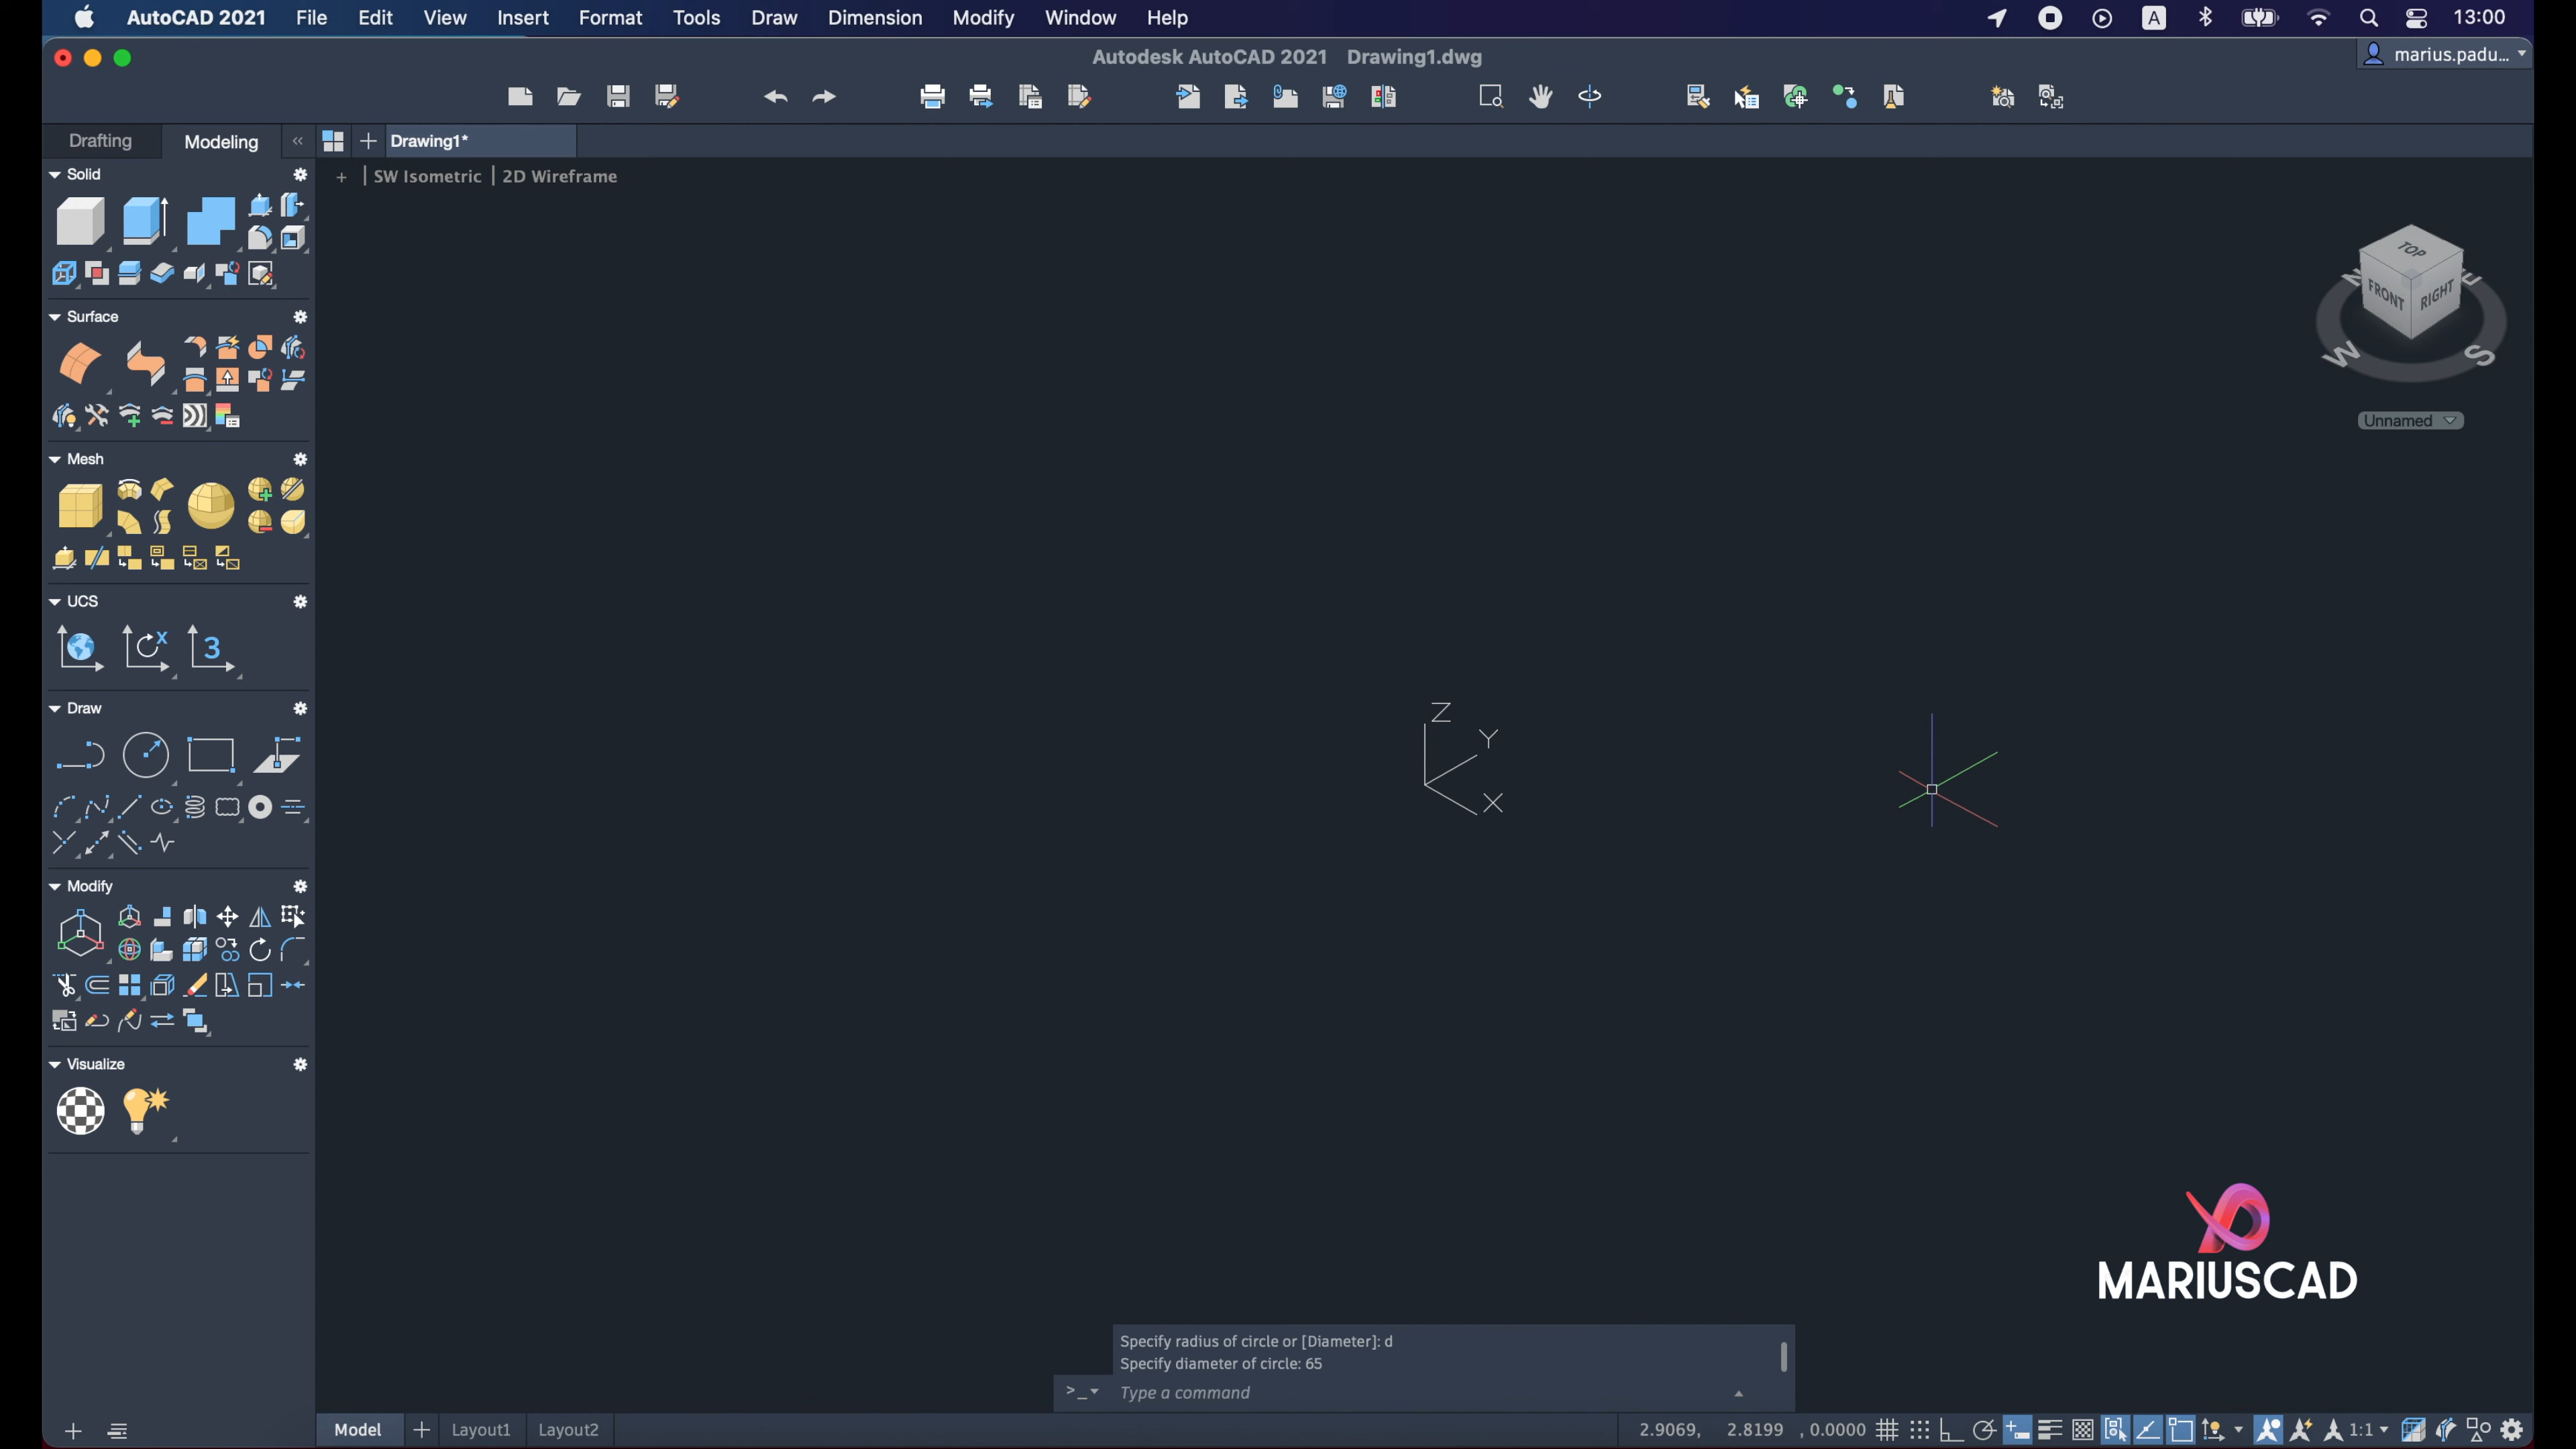 AutoCAD 2021 File Edit View Insert Format Tools Draw Dimension Modify Window Help A 13:00
Autodesk AutoCAD 2021 Drawing1.dwg marius.padu...
Drafting Modeling « + Drawing1*
+ | SW Isometric | 2D Wireframe
Solid
Surface
Mesh
UCS
X 3
Draw
Modify
Visualize
TOP
FRONT RIGHT
N E
W S
Unnamed
Z
Y
X
MARIUSCAD
Specify radius of circle or [Diameter]: d
Specify diameter of circle: 65
>_ Type a command
Model + Layout1 Layout2 2.9069, 2.8199 , 0.0000 1:1